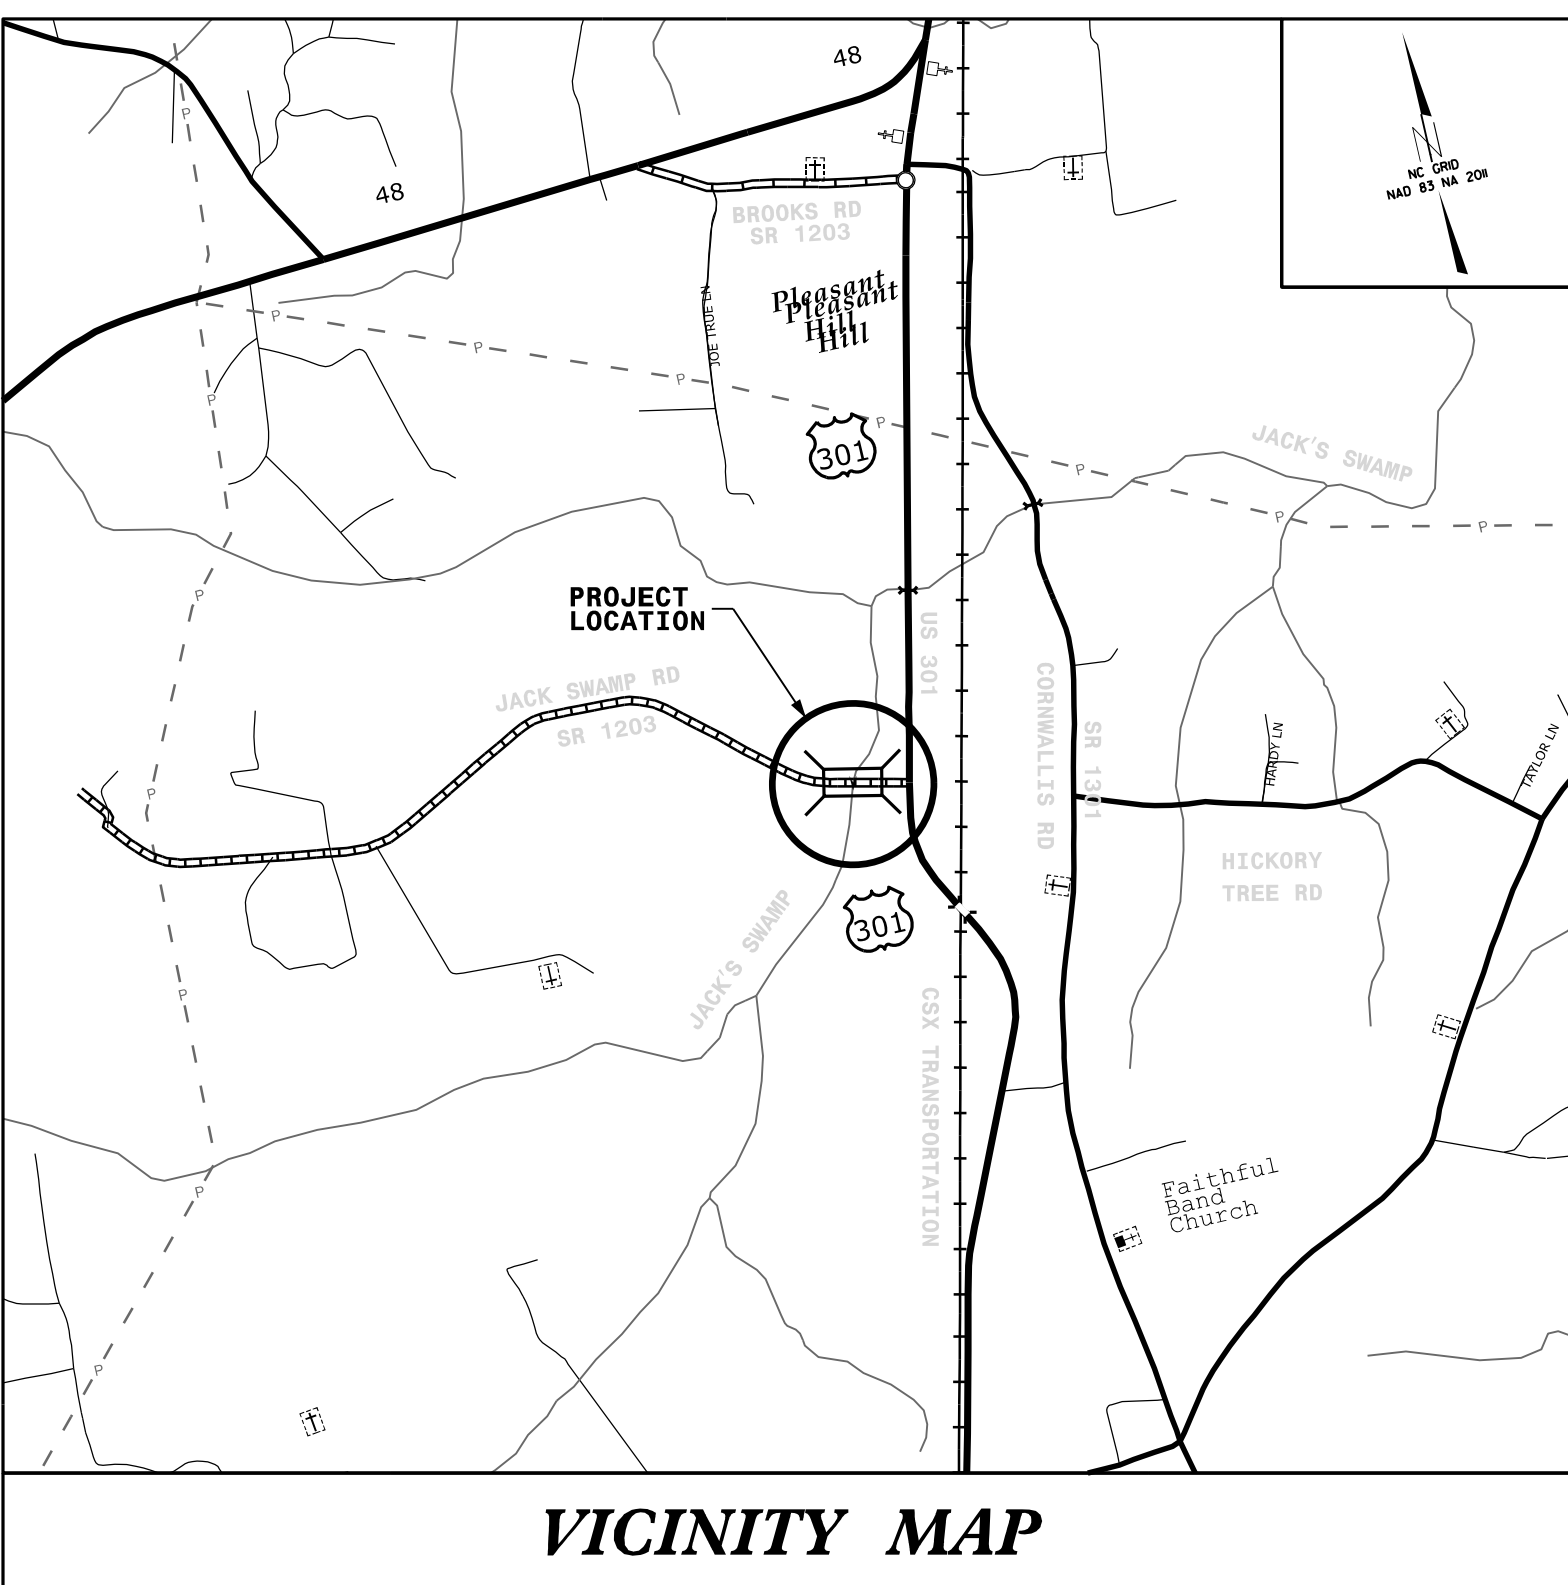 48
48
NC GRID
NAD 83 NA 2011
P
BROOKS RD
SR 1203
Pleasant
Pleasant
Hill
Hill
JOE TRUE LN
P
P
P
P
P
P
P
P
P
301
JACK'S SWAMP
PROJECT
LOCATION
P
US 301
JACK SWAMP RD
SR 1203
CORNWALLIS RD
SR 1301
HARDY LN
TAYLOR LN
P
HICKORY
TREE RD
301
JACK'S SWAMP
P
CSX TRANSPORTATION
Faithful
Band
Church
P
P
VICINITY MAP